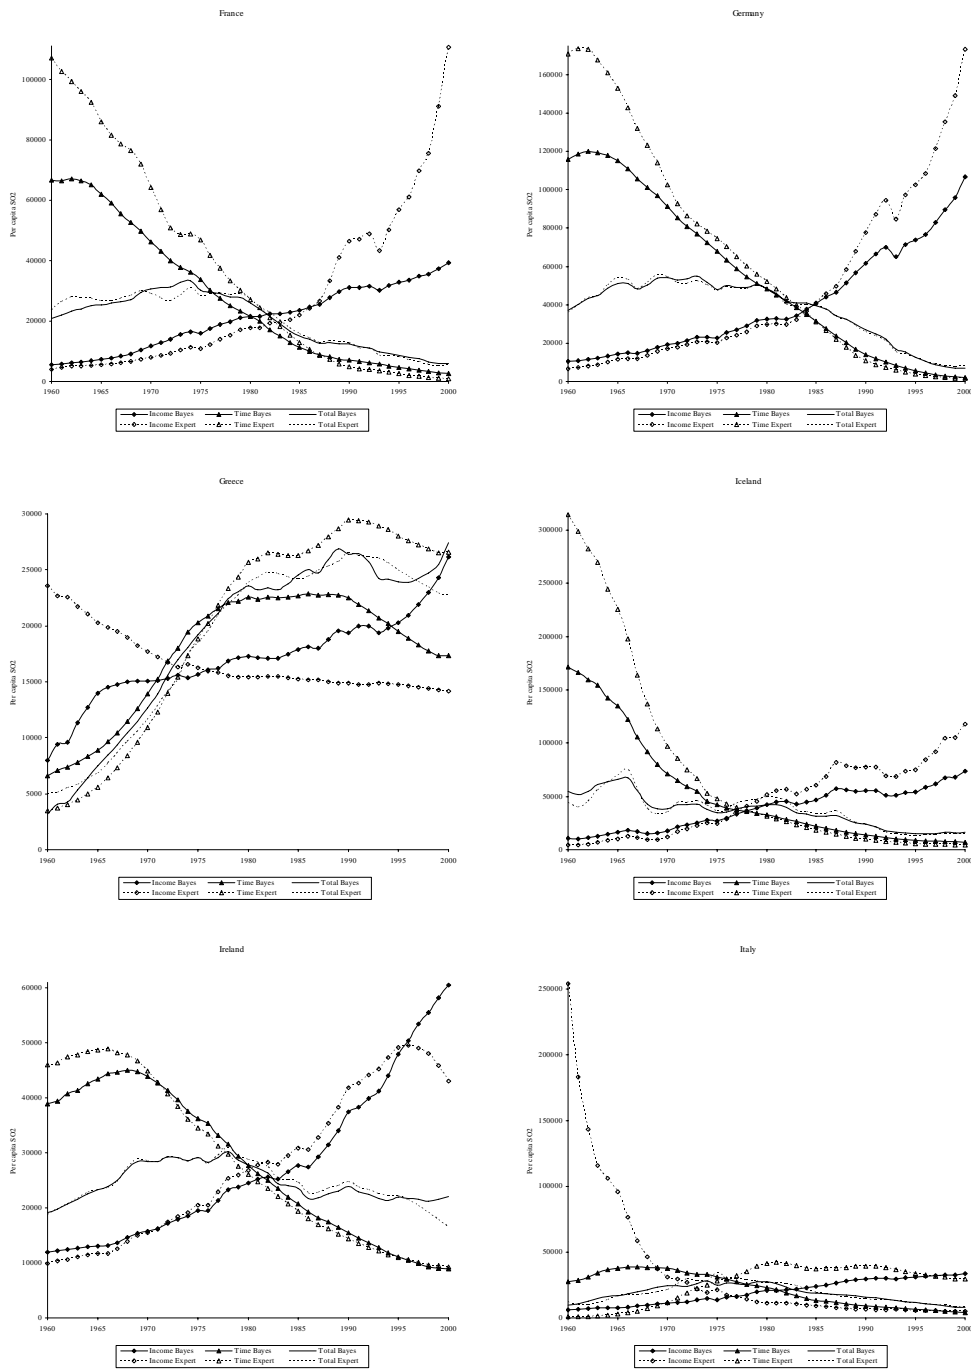 France
Per capita SO2
100000
80000
60000
40000
20000
0
1960 1965 1970 1975 1980 1985 1990 1995 2000
Income Bayes Time Bayes Total Bayes
Income Expert Time Expert Total Expert
Germany
Per capita SO2
160000
140000
120000
100000
80000
60000
40000
20000
0
1960 1965 1970 1975 1980 1985 1990 1995 2000
Income Bayes Time Bayes Total Bayes
Income Expert Time Expert Total Expert
Greece
Per capita SO2
30000
25000
20000
15000
10000
5000
0
1960 1965 1970 1975 1980 1985 1990 1995 2000
Income Bayes Time Bayes Total Bayes
Income Expert Time Expert Total Expert
Iceland
Per capita SO2
300000
250000
200000
150000
100000
50000
0
1960 1965 1970 1975 1980 1985 1990 1995 2000
Income Bayes Time Bayes Total Bayes
Income Expert Time Expert Total Expert
Ireland
Per capita SO2
60000
50000
40000
30000
20000
10000
0
1960 1965 1970 1975 1980 1985 1990 1995 2000
Income Bayes Time Bayes Total Bayes
Income Expert Time Expert Total Expert
Italy
Per capita SO2
250000
200000
150000
100000
50000
0
1960 1965 1970 1975 1980 1985 1990 1995 2000
Income Bayes Time Bayes Total Bayes
Income Expert Time Expert Total Expert